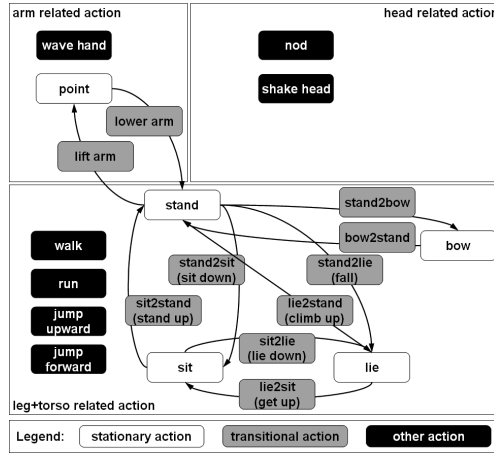 arm related action
head related action
wave hand
nod
point
shake head
lower arm
lift arm
stand
stand2bow
bow2stand
bow
walk
stand2sit
(sit down)
stand2lie
(fall)
run
sit2stand
(stand up)
lie2stand
(climb up)
jump
upward
sit2lie
(lie down)
jump
forward
sit
lie
lie2sit
(get up)
leg+torso related action
Legend:
stationary action
transitional action
other action